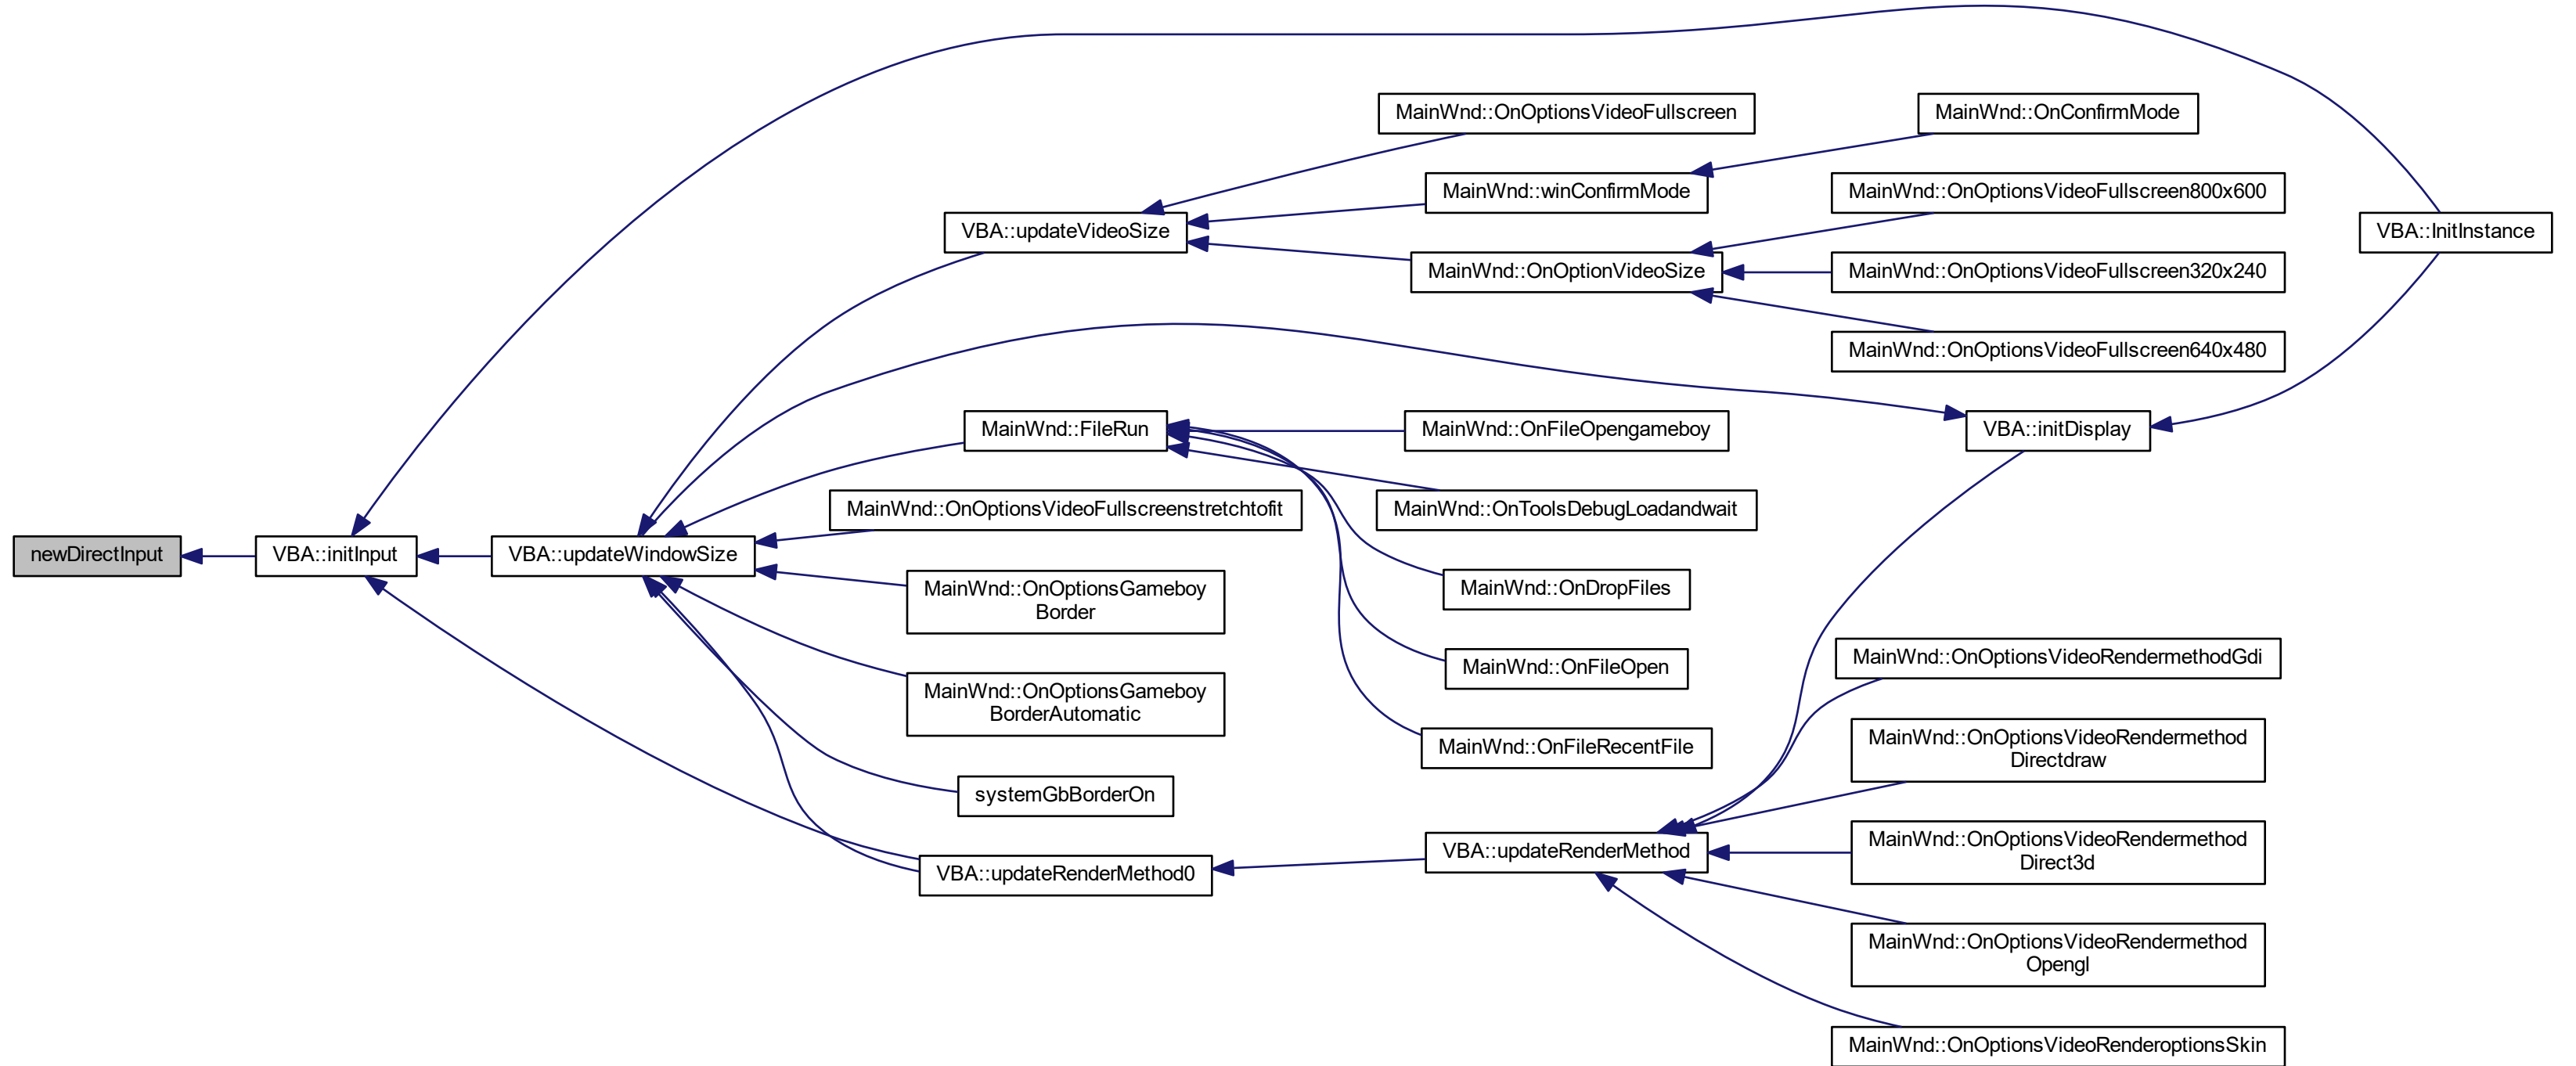 MainWnd::OnOptionsVideoFullscreen
MainWnd::OnConfirmMode
MainWnd::winConfirmMode
MainWnd::OnOptionsVideoFullscreen800x600
VBA::updateVideoSize
VBA::InitInstance
MainWnd::OnOptionVideoSize
MainWnd::OnOptionsVideoFullscreen320x240
MainWnd::OnOptionsVideoFullscreen640x480
MainWnd::FileRun
MainWnd::OnFileOpengameboy
VBA::initDisplay
MainWnd::OnOptionsVideoFullscreenstretchtofit
MainWnd::OnToolsDebugLoadandwait
newDirectInput
VBA::initInput
VBA::updateWindowSize
MainWnd::OnOptionsGameboy
Border
MainWnd::OnDropFiles
MainWnd::OnFileOpen
MainWnd::OnOptionsVideoRendermethodGdi
MainWnd::OnOptionsGameboy
BorderAutomatic
MainWnd::OnFileRecentFile
MainWnd::OnOptionsVideoRendermethod
Directdraw
systemGbBorderOn
VBA::updateRenderMethod
MainWnd::OnOptionsVideoRendermethod
Direct3d
VBA::updateRenderMethod0
MainWnd::OnOptionsVideoRendermethod
Opengl
MainWnd::OnOptionsVideoRenderoptionsSkin